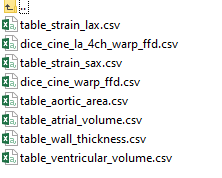 ..
table_strain_lax.csv
dice_cine_la_4ch_warp_ffd.csv
table_strain_sax.csv
dice_cine_warp_ffd.csv
table_aortic_area.csv
table_atrial_volume.csv
table_wall_thickness.csv
table_ventricular_volume.csv